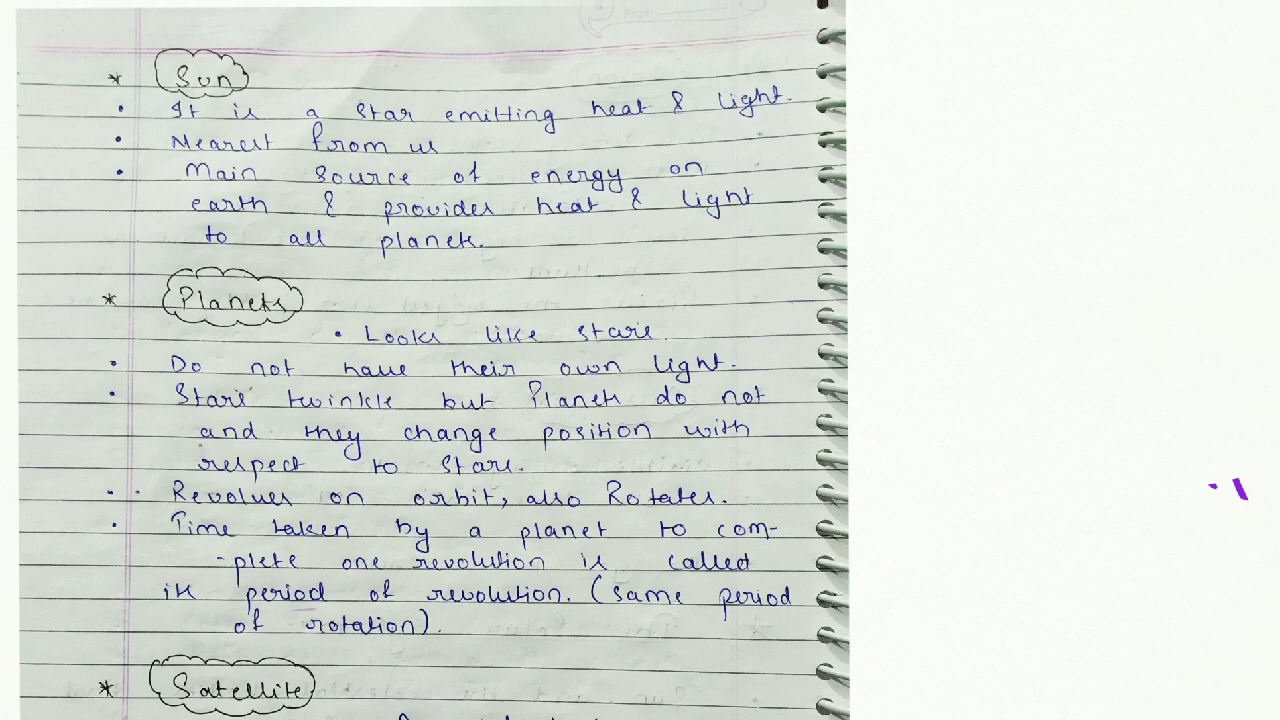 * Sun
• It is a star emitting heat & light.
• Nearest from us
• Main source of energy on
earth & provides heat & light
to all planets.
* Planets
• Looks like stars.
• Do not have their own light.
• Stars twinkle but Planets do not
and they change position with
respect to stars.
• Revolves on orbit, also Rotates.
• Time taken by a planet to com-
-plete one revolution is called
its period of revolution. (same period
of rotation).
* Satellite